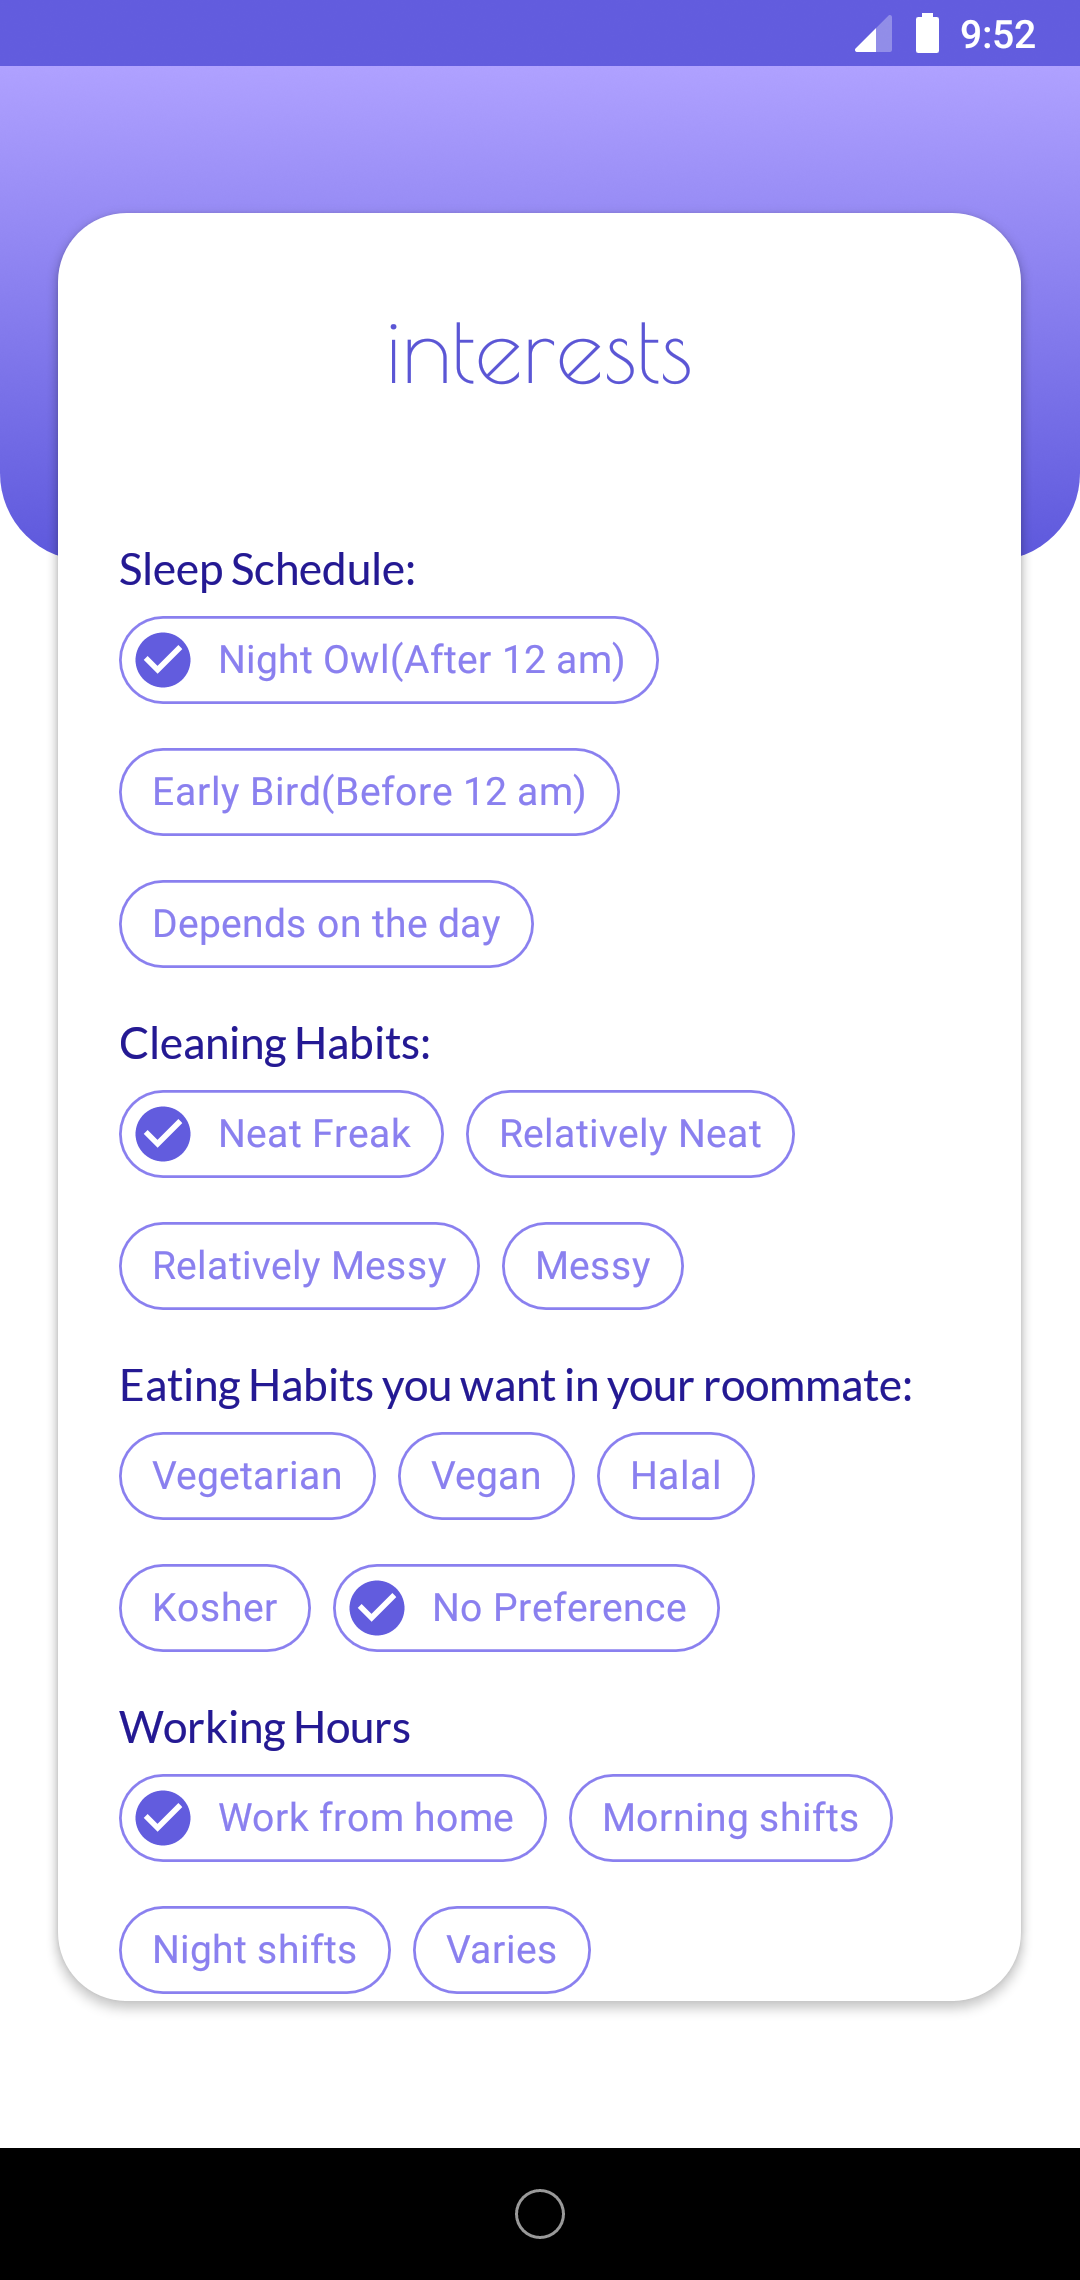 9:52
interests
Sleep Schedule:
Night Owl(After 12 am)
Early Bird(Before 12 am)
Depends on the day
Cleaning Habits:
Neat Freak Relatively Neat
Relatively Messy Messy
Eating Habits you want in your roommate:
Vegetarian Vegan Halal
Kosher No Preference
Working Hours
Work from home Morning shifts
Night shifts Varies